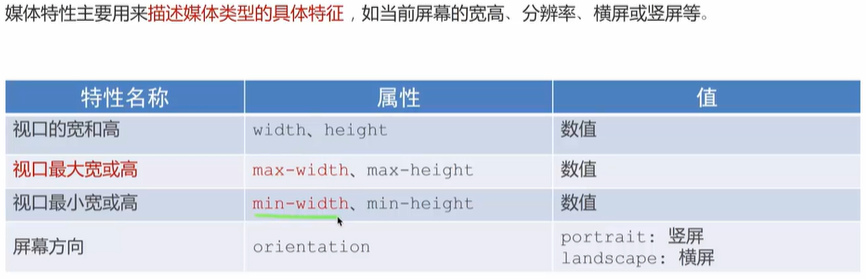 媒体特性主要用来描述媒体类型的具体特征，如当前屏幕的宽高、分辨率、横屏或竖屏等。
特性名称 属性 值
视口的宽和高 width、height 数值
视口最大宽或高 max-width、max-height 数值
视口最小宽或高 min-width、min-height 数值
屏幕方向 orientation portrait: 竖屏
landscape: 横屏